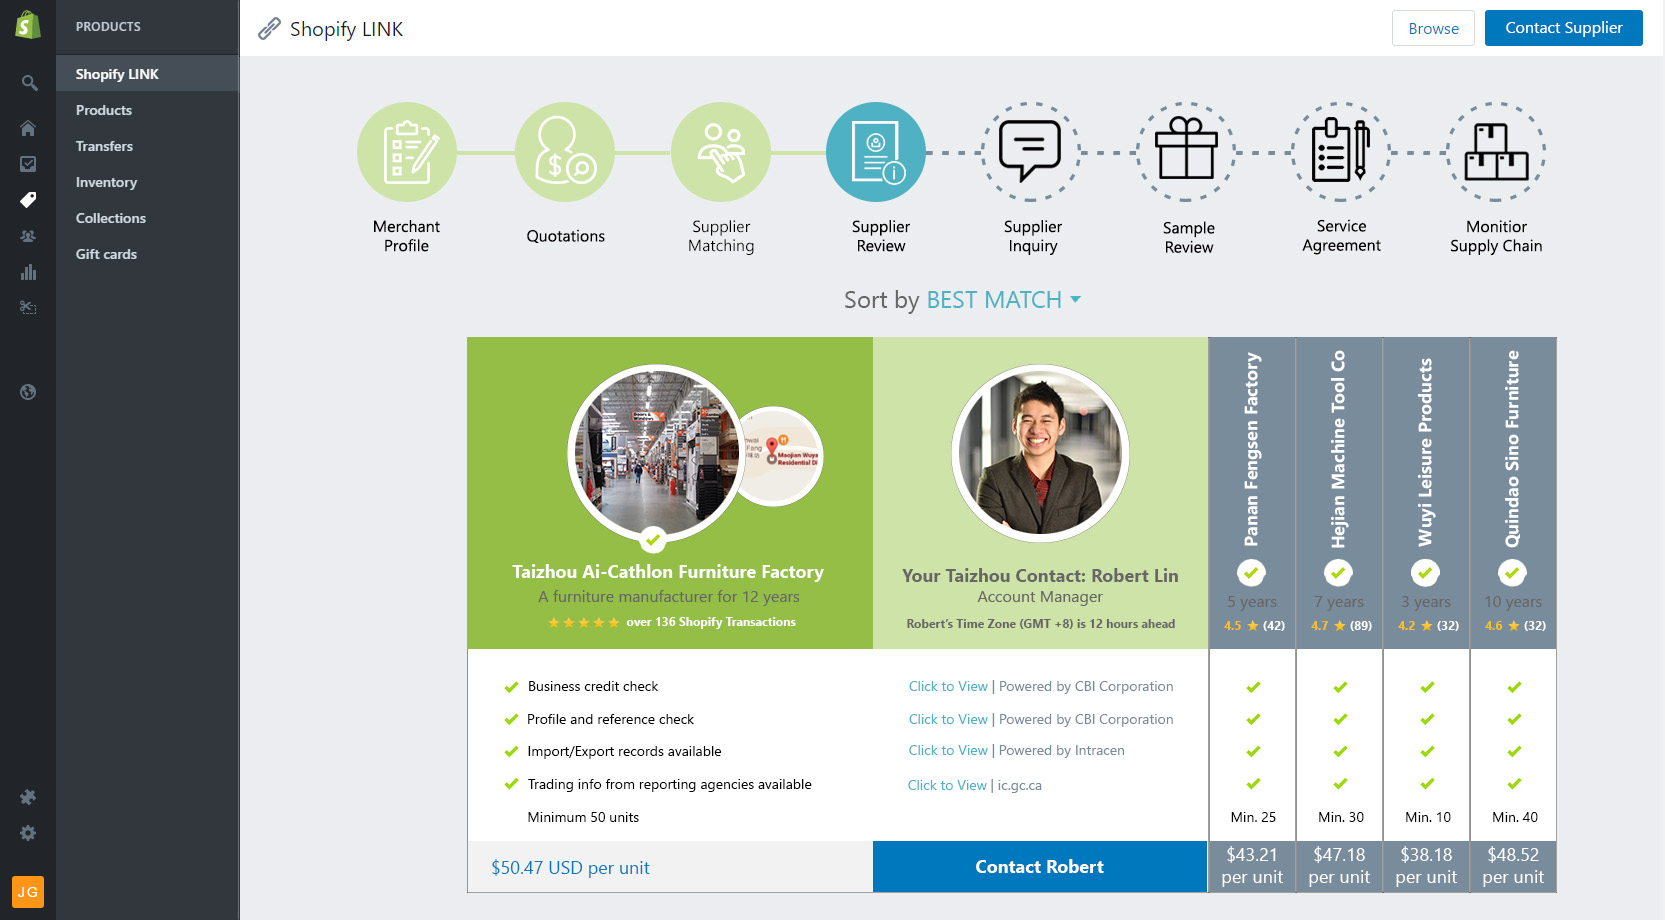 PRODUCTS
Shopify LINK
Products
Transfers
Inventory
Collections
Gift cards
JG
Shopify LINK
Browse
Contact Supplier
Merchant
Profile
Quotations
Supplier
Matching
Supplier
Review
Supplier
Inquiry
Sample
Review
Service
Agreement
Monitior
Supply Chain
Sort by BEST MATCH
Doors &
Windows
Maojian Wuya
Residential Di
Taizhou Ai-Cathlon Furniture Factory
A furniture manufacturer for 12 years
over 136 Shopify Transactions
Your Taizhou Contact: Robert Lin
Account Manager
Robert's Time Zone (GMT +8) is 12 hours ahead
Panan Fengsen Factory
5 years
4.5 ★ (42)
Hejian Machine Tool Co
7 years
4.7 ★ (89)
Wuyi Leisure Products
3 years
4.2 ★ (32)
Quindao Sino Furniture
10 years
4.6 ★ (32)
Business credit check
Click to View | Powered by CBI Corporation
Profile and reference check
Click to View | Powered by CBI Corporation
Import/Export records available
Click to View | Powered by Intracen
Trading info from reporting agencies available
Click to View | ic.gc.ca
Minimum 50 units
Min. 25
Min. 30
Min. 10
Min. 40
$50.47 USD per unit
Contact Robert
$43.21
per unit
$47.18
per unit
$38.18
per unit
$48.52
per unit